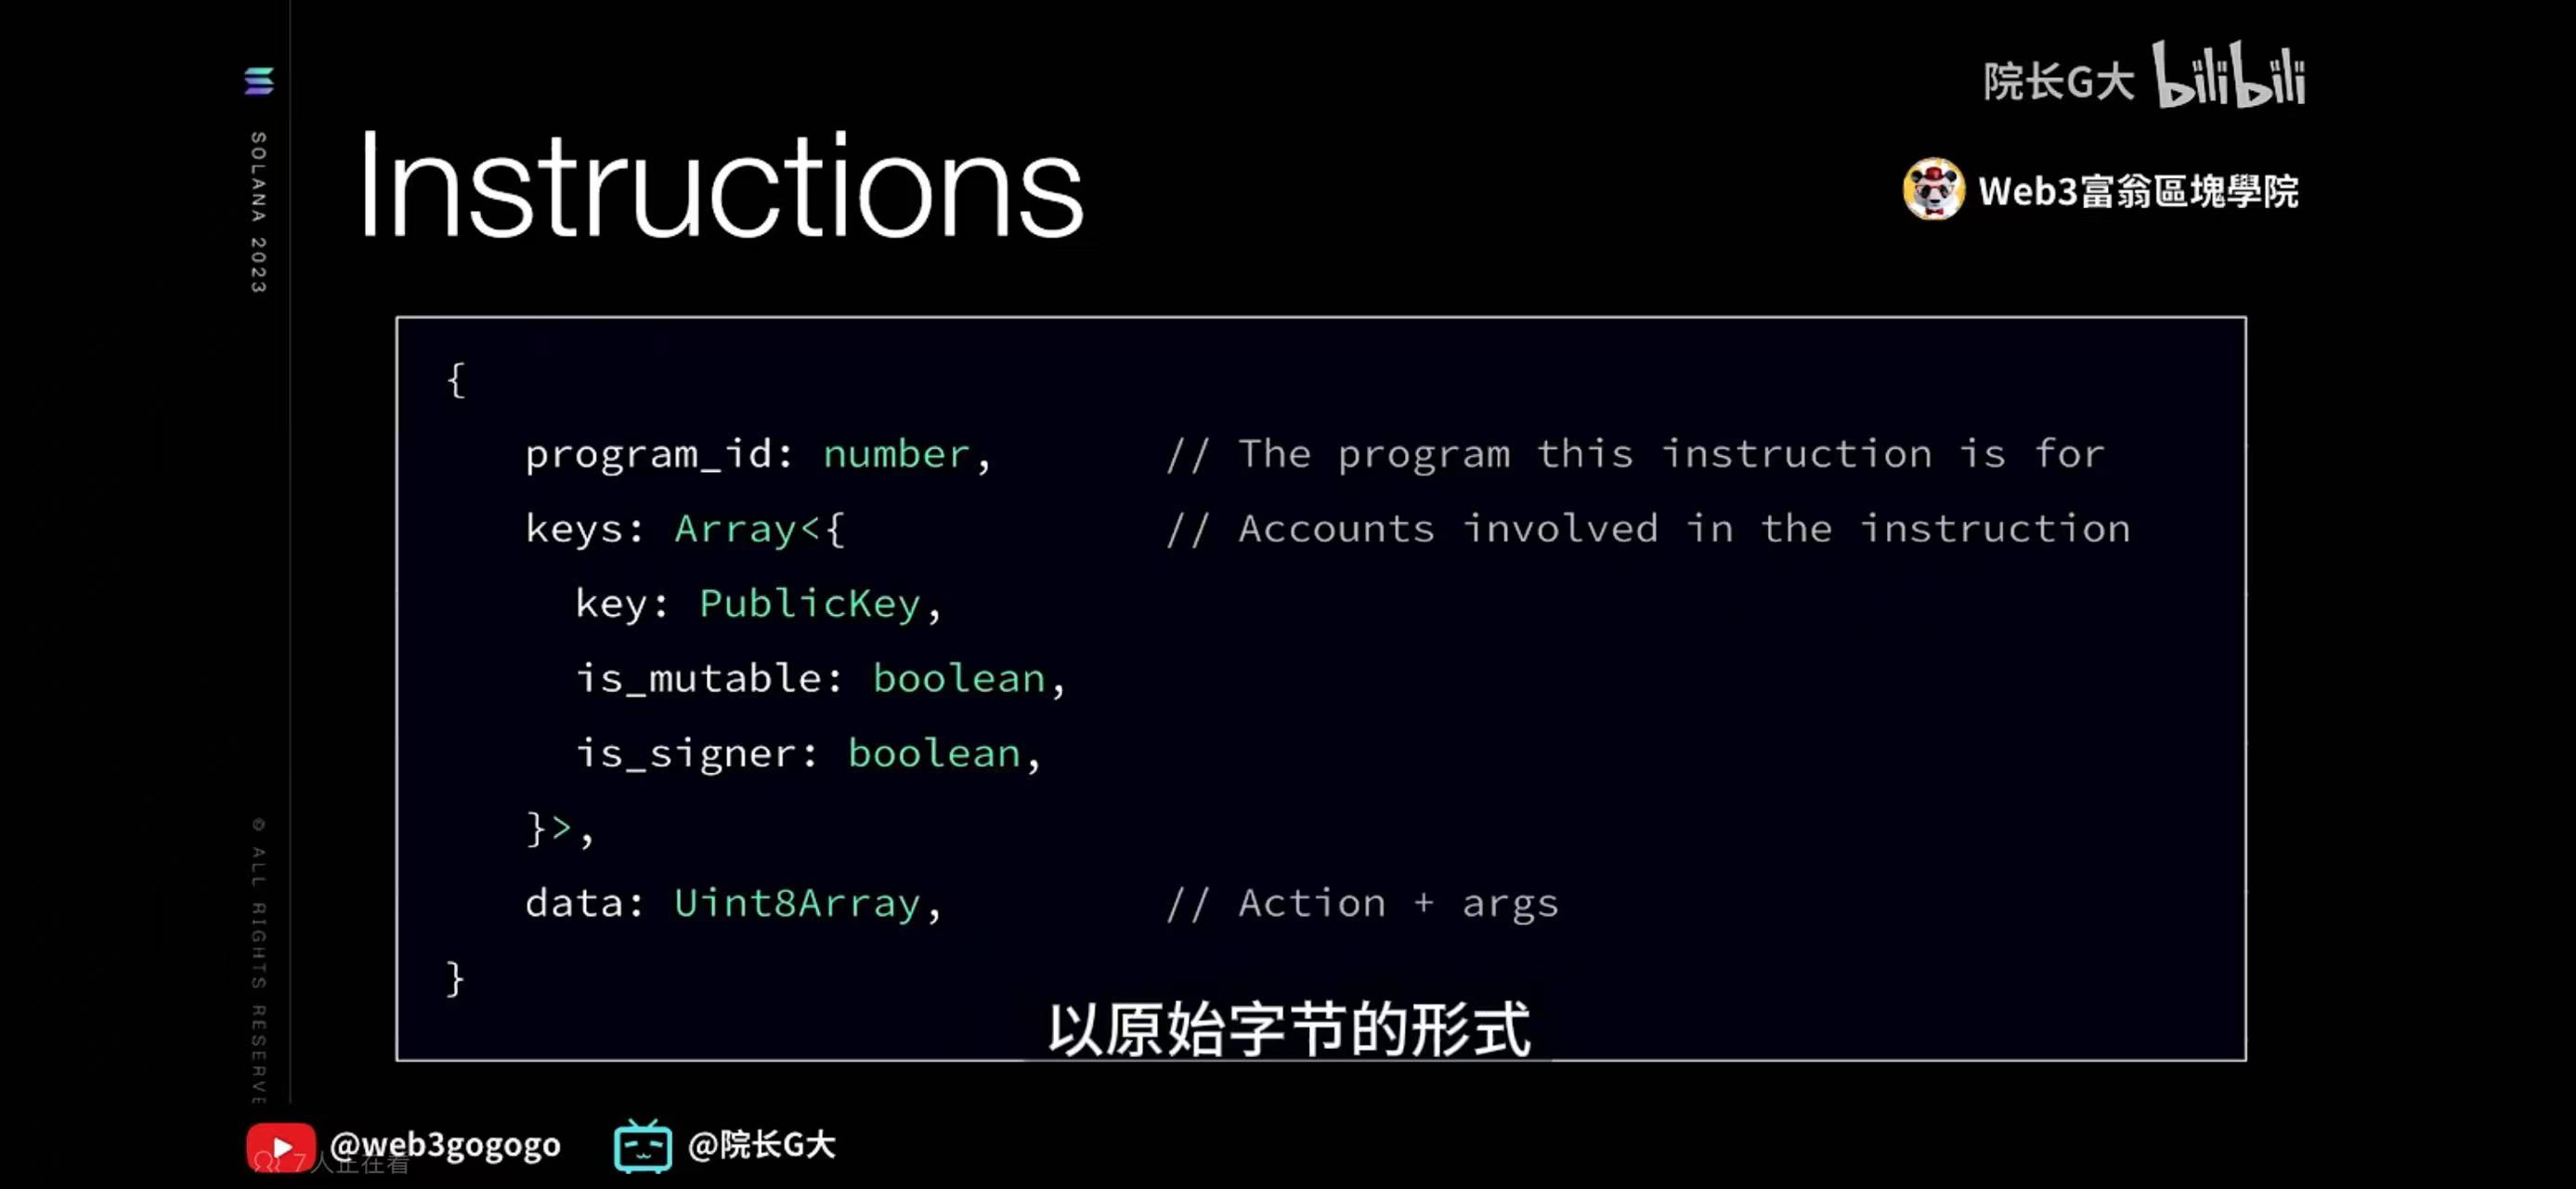 院长G大 bilibili
SOLANA 2023
Instructions
Web3富翁區塊學院
{
program_id: number, // The program this instruction is for
keys: Array<{ // Accounts involved in the instruction
key: PublicKey,
is_mutable: boolean,
is_signer: boolean,
}>,
data: Uint8Array, // Action + args
}
以原始字节的形式
© ALL RIGHTS RESERVE
@web3gogogo @院长G大
7人正在看